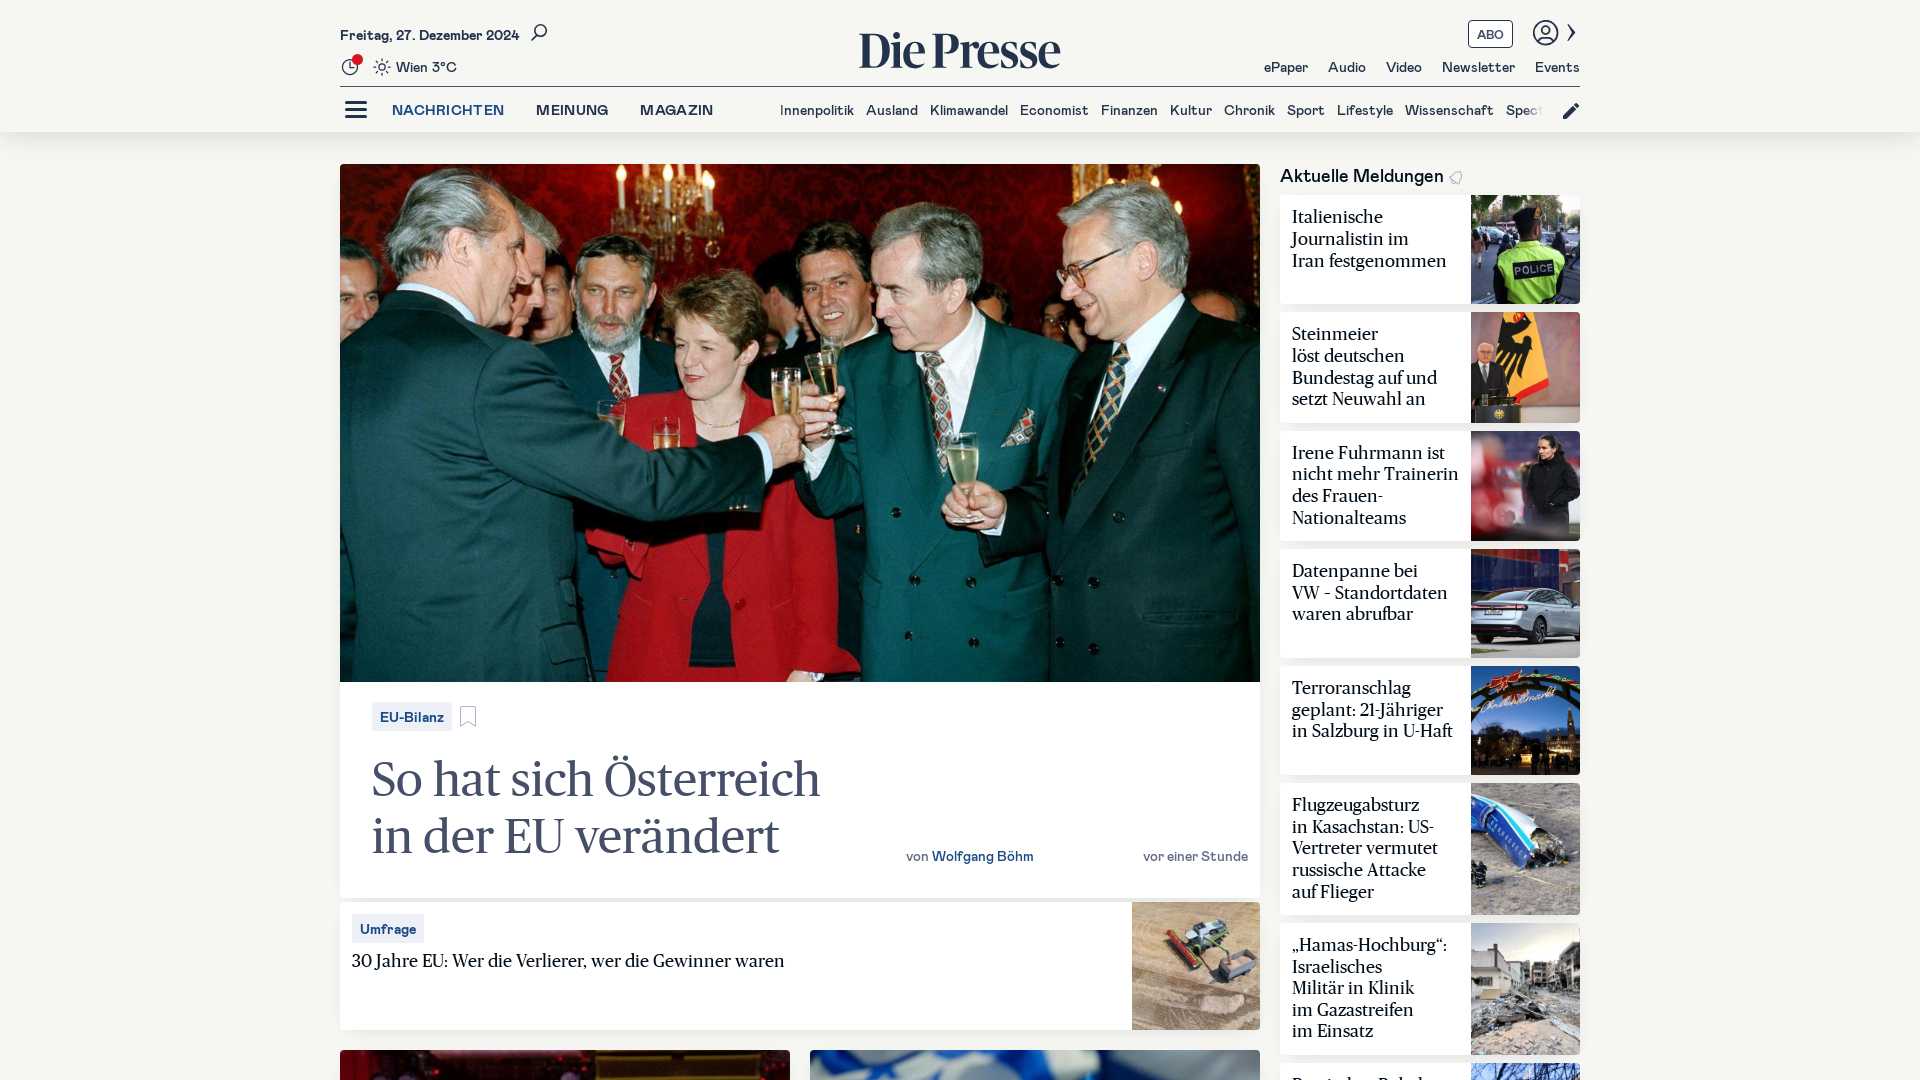 Freitag, 27. Dezember 2024
Wien 3°C
Die Presse
ABO
ePaper Audio Video Newsletter Events
NACHRICHTEN MEINUNG MAGAZIN
Innenpolitik Ausland Klimawandel Economist Finanzen Kultur Chronik Sport Lifestyle Wissenschaft
EU-Bilanz
So hat sich Österreich
in der EU verändert
von Wolfgang Böhm
vor einer Stunde
Umfrage
30 Jahre EU: Wer die Verlierer, wer die Gewinner waren
Aktuelle Meldungen
Italienische
Journalistin im
Iran festgenommen
POLICE
Steinmeier
löst deutschen
Bundestag auf und
setzt Neuwahl an
Irene Fuhrmann ist
nicht mehr Trainerin
des Frauen-
Nationalteams
Datenpanne bei
VW – Standortdaten
waren abrufbar
Terroranschlag
geplant: 21-Jähriger
in Salzburg in U-Haft
Christkindlmarkt
Flugzeugabsturz
in Kasachstan: US-
Vertreter vermutet
russische Attacke
auf Flieger
„Hamas-Hochburg“:
Israelisches
Militär in Klinik
im Gazastreifen
im Einsatz